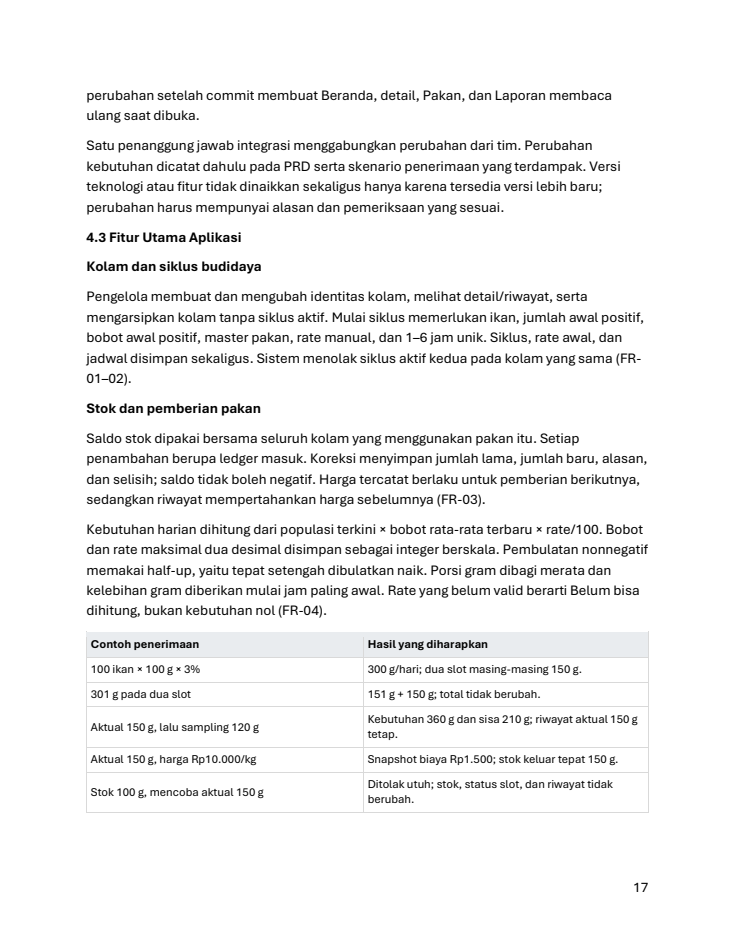 perubahan setelah commit membuat Beranda, detail, Pakan, dan Laporan membaca
ulang saat dibuka.
Satu penanggung jawab integrasi menggabungkan perubahan dari tim. Perubahan
kebutuhan dicatat dahulu pada PRD serta skenario penerimaan yang terdampak. Versi
teknologi atau fitur tidak dinaikkan sekaligus hanya karena tersedia versi lebih baru;
perubahan harus mempunyai alasan dan pemeriksaan yang sesuai.
4.3 Fitur Utama Aplikasi
Kolam dan siklus budidaya
Pengelola membuat dan mengubah identitas kolam, melihat detail/riwayat, serta
mengarsipkan kolam tanpa siklus aktif. Mulai siklus memerlukan ikan, jumlah awal positif,
bobot awal positif, master pakan, rate manual, dan 1–6 jam unik. Siklus, rate awal, dan
jadwal disimpan sekaligus. Sistem menolak siklus aktif kedua pada kolam yang sama (FR-
01–02).
Stok dan pemberian pakan
Saldo stok dipakai bersama seluruh kolam yang menggunakan pakan itu. Setiap
penambahan berupa ledger masuk. Koreksi menyimpan jumlah lama, jumlah baru, alasan,
dan selisih; saldo tidak boleh negatif. Harga tercatat berlaku untuk pemberian berikutnya,
sedangkan riwayat mempertahankan harga sebelumnya (FR-03).
Kebutuhan harian dihitung dari populasi terkini × bobot rata-rata terbaru × rate/100. Bobot
dan rate maksimal dua desimal disimpan sebagai integer berskala. Pembulatan nonnegatif
memakai half-up, yaitu tepat setengah dibulatkan naik. Porsi gram dibagi merata dan
kelebihan gram diberikan mulai jam paling awal. Rate yang belum valid berarti Belum bisa
dihitung, bukan kebutuhan nol (FR-04).
Contoh penerimaan
Hasil yang diharapkan
100 ikan × 100 g × 3%
300 g/hari; dua slot masing-masing 150 g.
301 g pada dua slot
151 g + 150 g; total tidak berubah.
Aktual 150 g, lalu sampling 120 g
Kebutuhan 360 g dan sisa 210 g; riwayat aktual 150 g
tetap.
Aktual 150 g, harga Rp10.000/kg
Snapshot biaya Rp1.500; stok keluar tepat 150 g.
Stok 100 g, mencoba aktual 150 g
Ditolak utuh; stok, status slot, dan riwayat tidak
berubah.
17